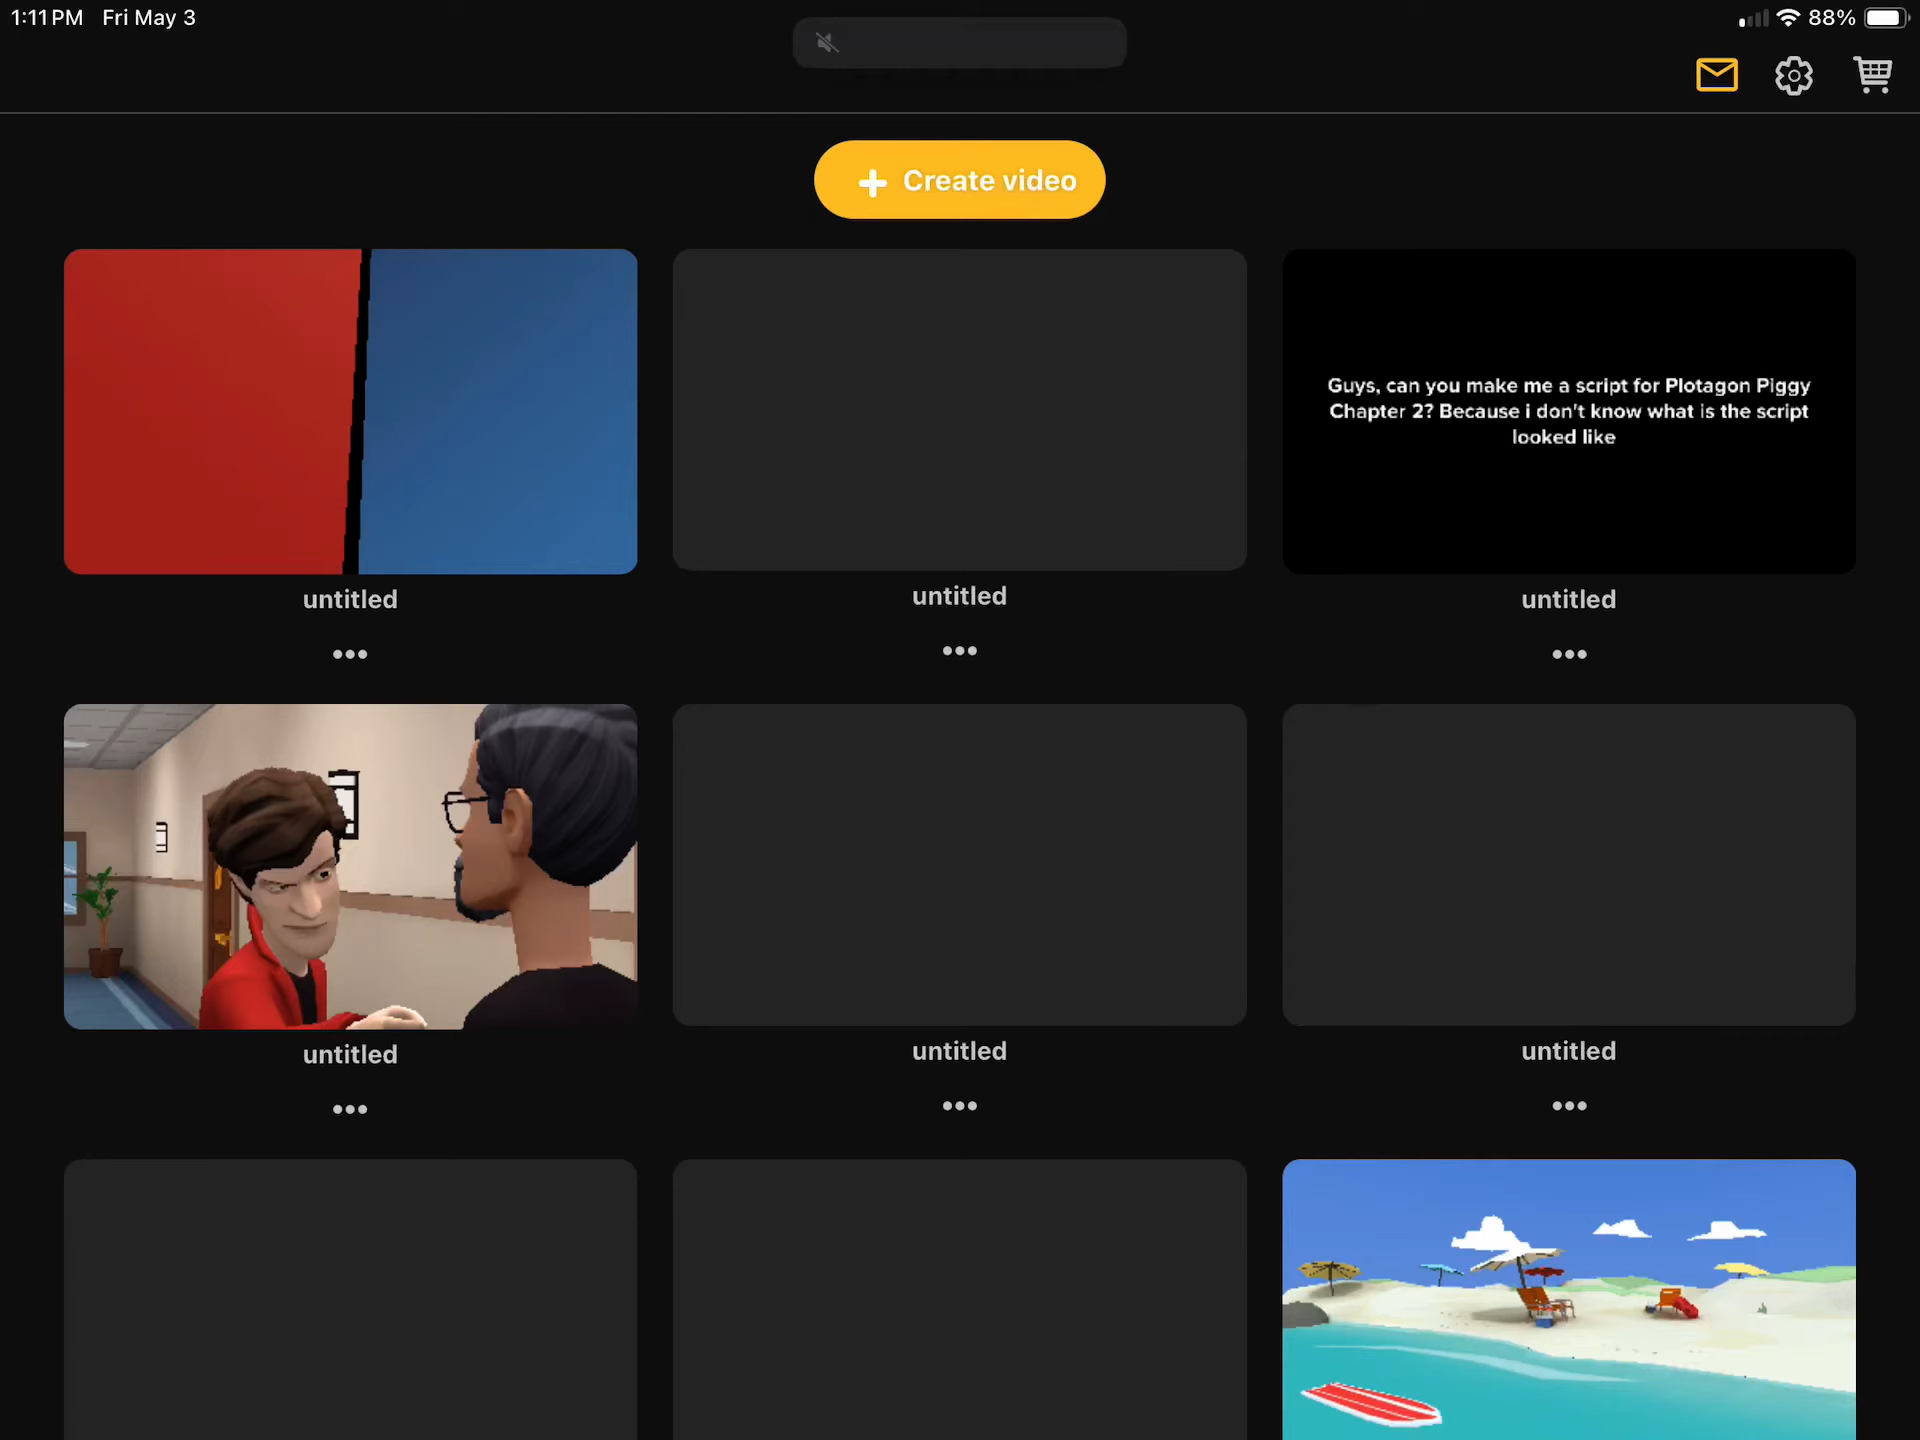 1:11 PM Fri May 3
88%
Create video
Guys, can you make me a script for Plotagon Piggy
Chapter 2? Because i don't know what is the script
looked like
untitled
untitled
untitled
untitled
untitled
untitled